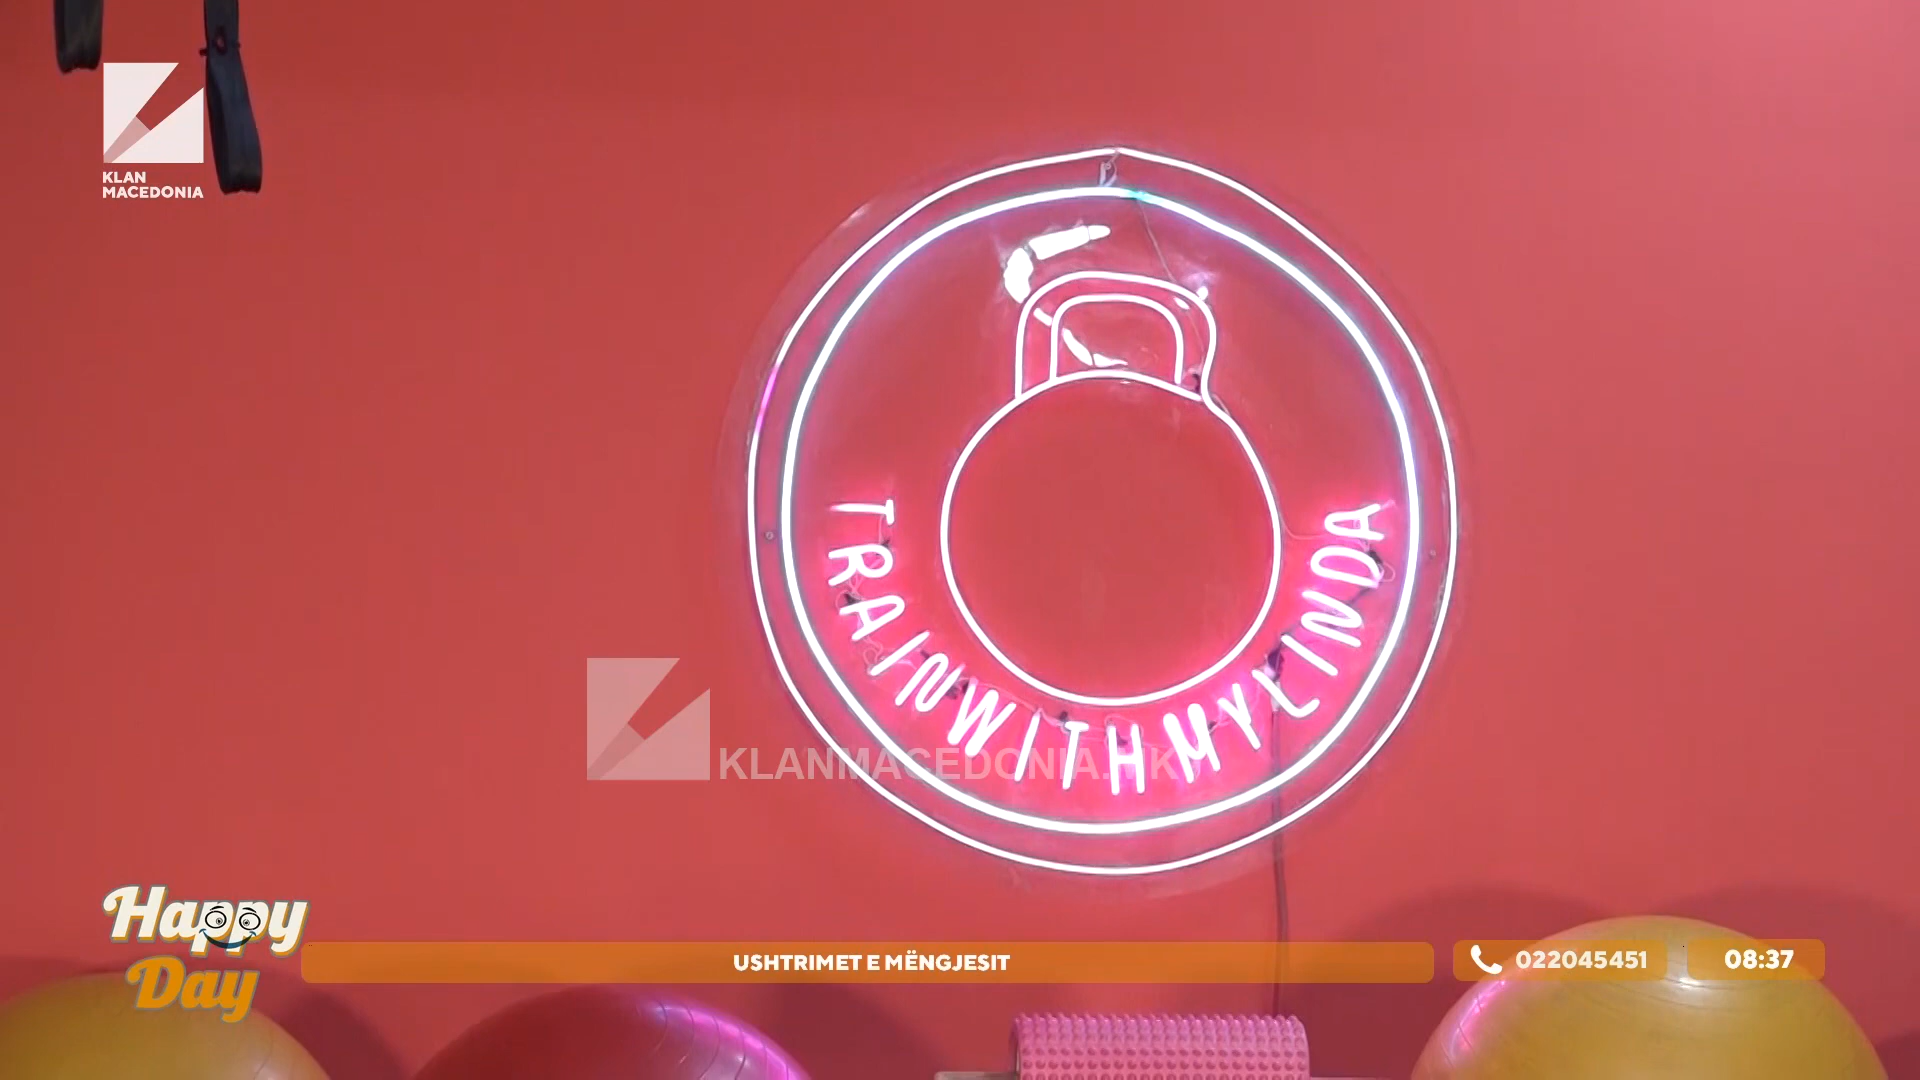 KLAN
MACEDONIA
TRAINWITHMYLINDA
KLANMACEDONIA.MK
Happy
Day
USHTRIMET E MËNGJESIT
022045451
08:37